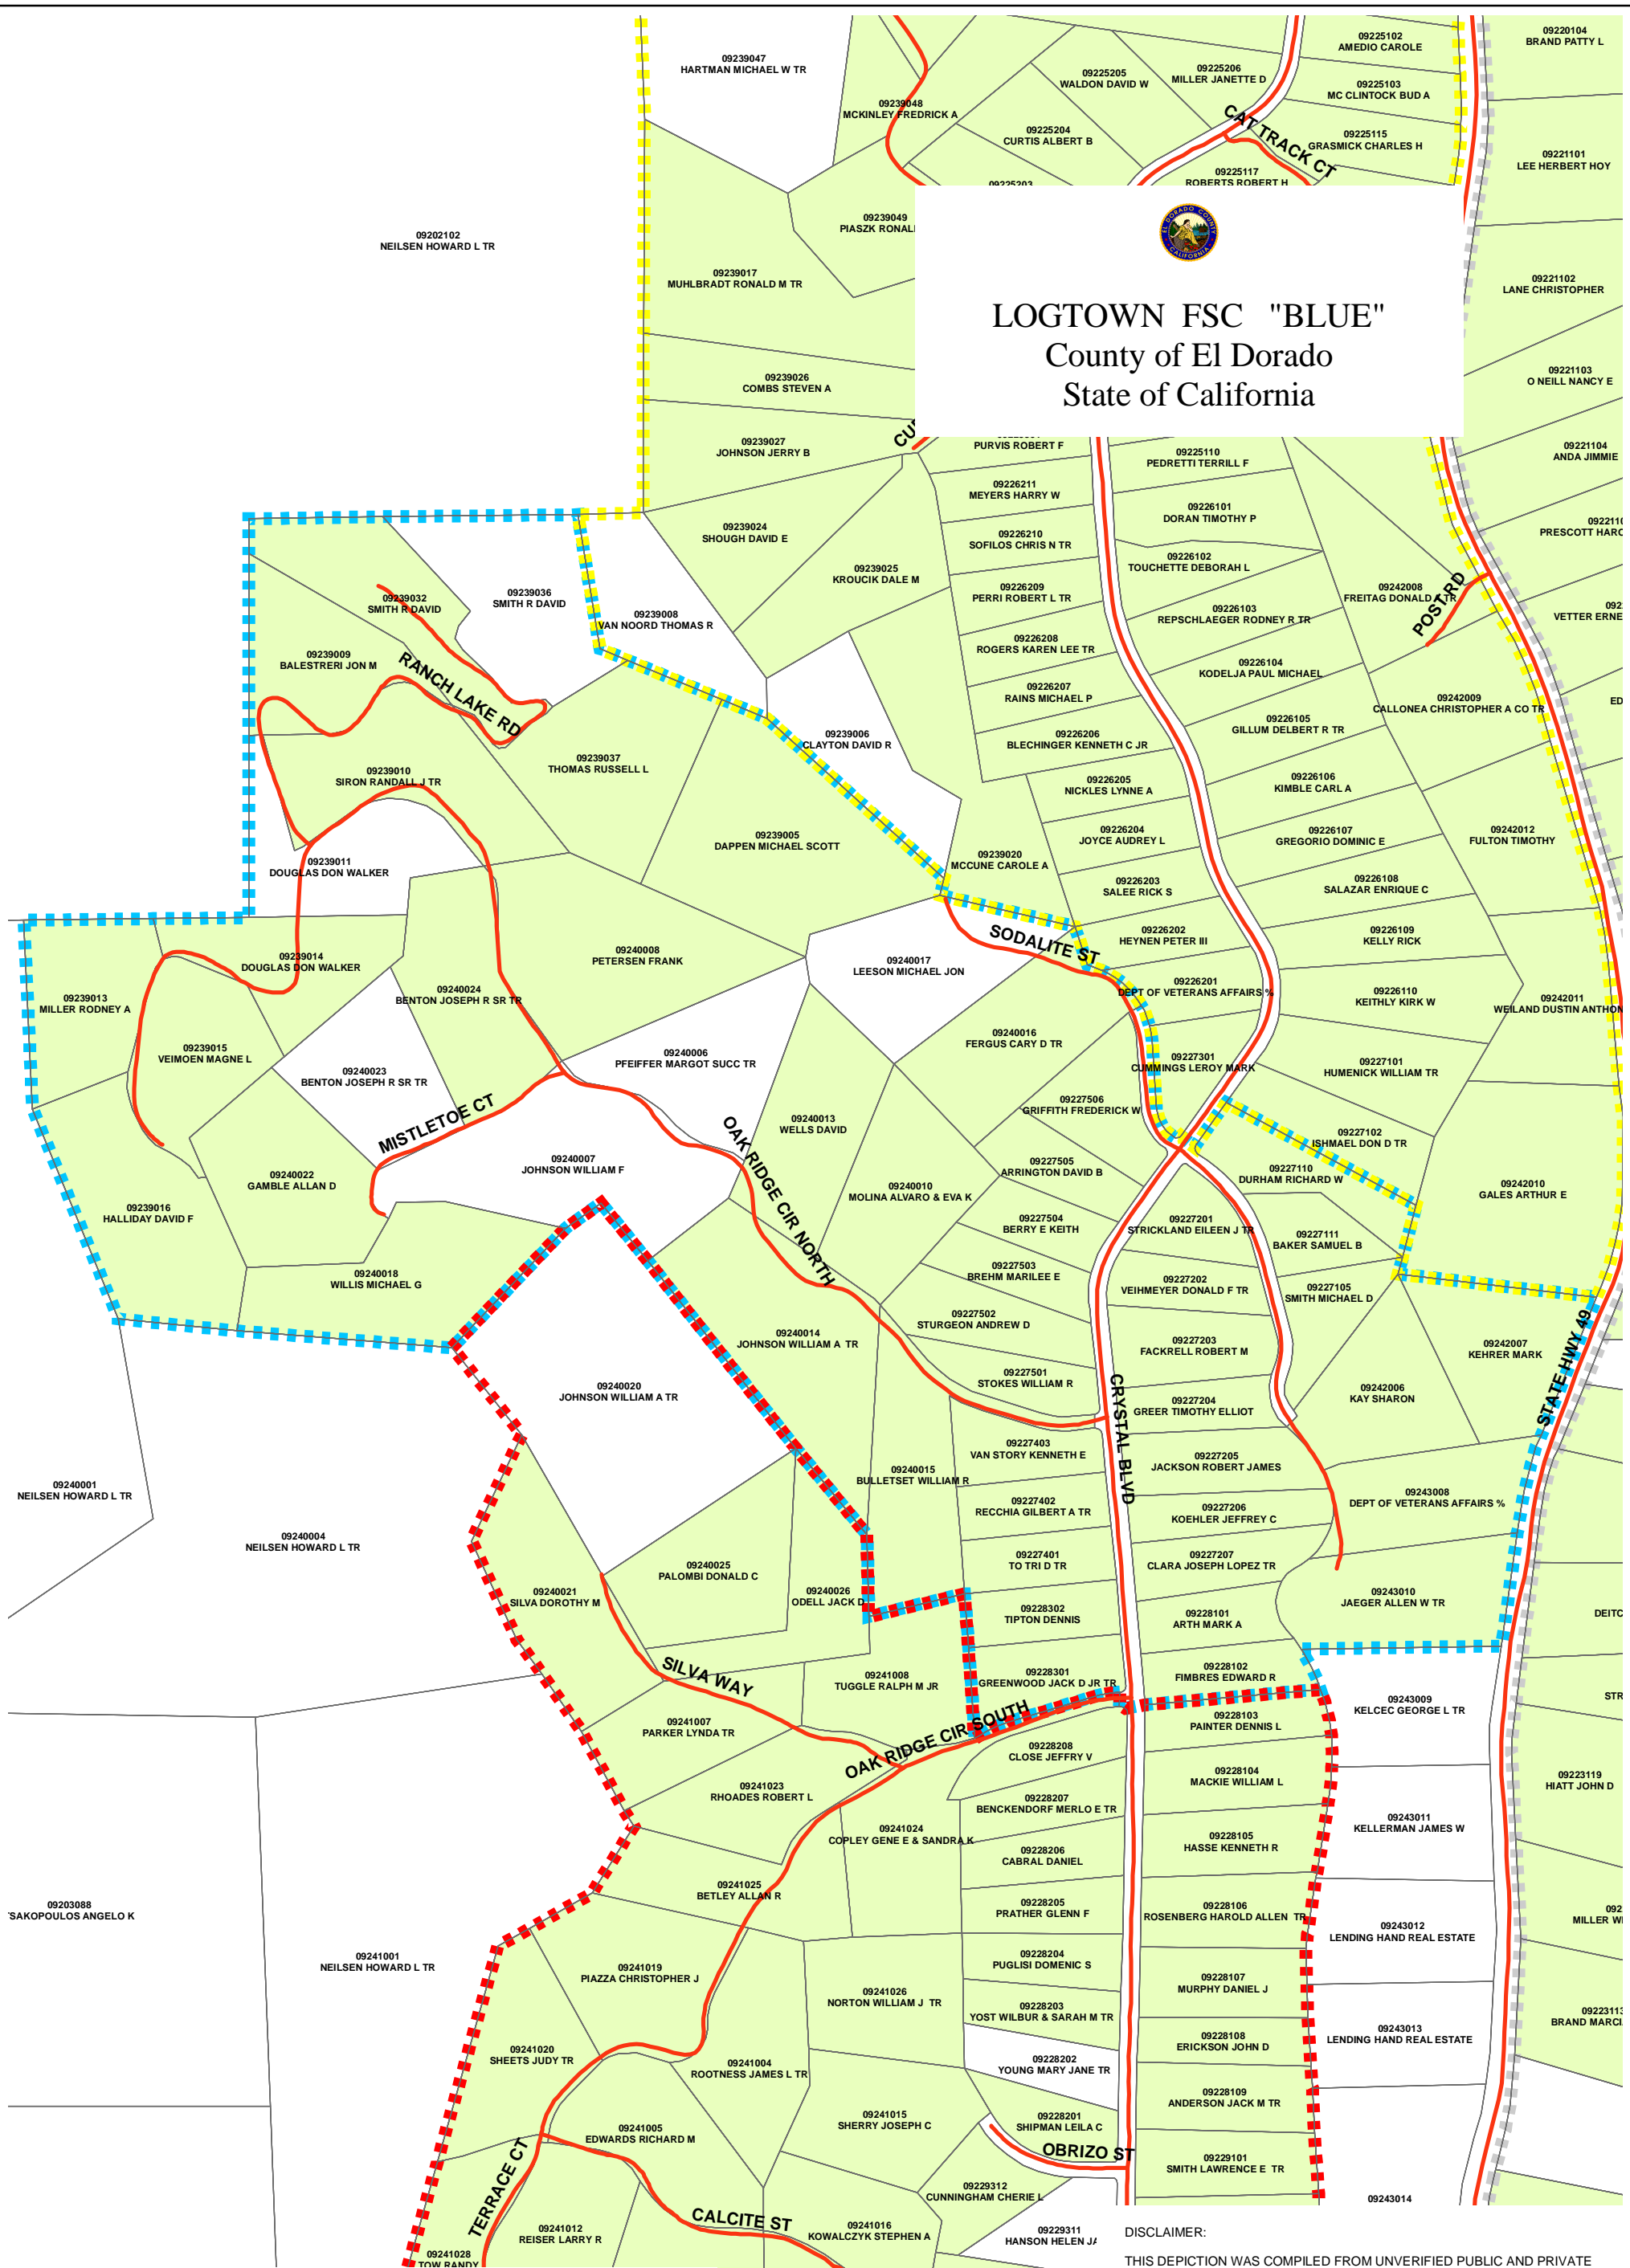 09239047
HARTMAN MICHAEL W TR
09239048
MCKINLEY FREDRICK A
09225205
WALDON DAVID W
09225206
MILLER JANETTE D
09225102
AMEDIO CAROLE
09220104
BRAND PATTY L
09225103
MC CLINTOCK BUD A
09225204
CURTIS ALBERT B
CAT TRACK CT
09225115
GRASMICK CHARLES H
09221101
LEE HERBERT HOY
09225203
09225117
ROBERTS ROBERT H
09202102
NEILSEN HOWARD L TR
09239049
PIASZK RONAL
EL DORADO COUNTY
CALIFORNIA
LOGTOWN FSC "BLUE"
County of El Dorado
State of California
09239017
MUHLBRADT RONALD M TR
09221102
LANE CHRISTOPHER
09239026
COMBS STEVEN A
09221103
O NEILL NANCY E
09239027
JOHNSON JERRY B
CU
PURVIS ROBERT F
09225110
PEDRETTI TERRILL F
09221104
ANDA JIMMIE
09226211
MEYERS HARRY W
09226101
DORAN TIMOTHY P
0922110
PRESCOTT HARO
09239024
SHOUGH DAVID E
09226210
SOFILOS CHRIS N TR
09239025
KROUCIK DALE M
09226102
TOUCHETTE DEBORAH L
09239032
SMITH R DAVID
09239036
SMITH R DAVID
09239008
VAN NOORD THOMAS R
09226209
PERRI ROBERT L TR
09226103
REPSCHLAEGER RODNEY R TR
09242008
FREITAG DONALD TR
POST RD
092
VETTER ERNE
09239009
BALESTRERI JON M
RANCH LAKE RD
09226208
ROGERS KAREN LEE TR
09226104
KODELJA PAUL MICHAEL
09226207
RAINS MICHAEL P
09242009
CALLONEA CHRISTOPHER A CO TR
ED
09239010
SIRON RANDALL J TR
09239037
THOMAS RUSSELL L
09239006
CLAYTON DAVID R
09226206
BLECHINGER KENNETH C JR
09226105
GILLUM DELBERT R TR
09226205
NICKLES LYNNE A
09226106
KIMBLE CARL A
09239005
DAPPEN MICHAEL SCOTT
09226204
JOYCE AUDREY L
09226107
GREGORIO DOMINIC E
09242012
FULTON TIMOTHY
09239011
DOUGLAS DON WALKER
09239020
MCCUNE CAROLE A
09226203
SALEE RICK S
09226108
SALAZAR ENRIQUE C
09239014
DOUGLAS DON WALKER
09240008
PETERSEN FRANK
09240017
LEESON MICHAEL JON
SODALITE ST
09226202
HEYNEN PETER III
09226109
KELLY RICK
09239013
MILLER RODNEY A
09240024
BENTON JOSEPH R SR TR
09226201
DEPT OF VETERANS AFFAIRS %
09226110
KEITHLY KIRK W
09242011
WEILAND DUSTIN ANTHON
09239015
VEIMOEN MAGNE L
09240023
BENTON JOSEPH R SR TR
09240006
PFEIFFER MARGOT SUCC TR
09240016
FERGUS CARY D TR
09227301
CUMMINGS LEROY MARK
09227101
HUMENICK WILLIAM TR
MISTLETOE CT
09240013
WELLS DAVID
09227506
GRIFFITH FREDERICK W
09227102
ISHMAEL DON D TR
09240022
GAMBLE ALLAN D
09240007
JOHNSON WILLIAM F
OAK RIDGE CIR NORTH
09240010
MOLINA ALVARO & EVA K
09227505
ARRINGTON DAVID B
09227110
DURHAM RICHARD W
09242010
GALES ARTHUR E
09239016
HALLIDAY DAVID F
09227504
BERRY E KEITH
09227201
STRICKLAND EILEEN J TR
09227111
BAKER SAMUEL B
09240018
WILLIS MICHAEL G
09227503
BREHM MARILEE E
09227202
VEIHMEYER DONALD F TR
09227105
SMITH MICHAEL D
09240014
JOHNSON WILLIAM A TR
09227502
STURGEON ANDREW D
09227203
FACKRELL ROBERT M
09242007
KEHRER MARK
STATE HWY 49
09240020
JOHNSON WILLIAM A TR
09227501
STOKES WILLIAM R
CRYSTAL BLVD
09227204
GREER TIMOTHY ELLIOT
09242006
KAY SHARON
09240001
NEILSEN HOWARD L TR
09240015
BULLETSET WILLIAM R
09227403
VAN STORY KENNETH E
09227205
JACKSON ROBERT JAMES
09243008
DEPT OF VETERANS AFFAIRS %
09240004
NEILSEN HOWARD L TR
09227402
RECCHIA GILBERT A TR
09227206
KOEHLER JEFFREY C
09240025
PALOMBI DONALD C
09227401
TO TRI D TR
09227207
CLARA JOSEPH LOPEZ TR
09240021
SILVA DOROTHY M
09240026
ODELL JACK D
09243010
JAEGER ALLEN W TR
DEITC
09228302
TIPTON DENNIS
09228101
ARTH MARK A
SILVA WAY
09241008
TUGGLE RALPH M JR
09228301
GREENWOOD JACK D JR TR
09228102
FIMBRES EDWARD R
09243009
KELCEC GEORGE L TR
STR
09241007
PARKER LYNDA TR
OAK RIDGE CIR SOUTH
09228103
PAINTER DENNIS L
09228208
CLOSE JEFFRY V
09228104
MACKIE WILLIAM L
09223119
HIATT JOHN D
09241023
RHOADES ROBERT L
09228207
BENCKENDORF MERLO E TR
09243011
KELLERMAN JAMES W
09241024
COPLEY GENE E & SANDRA K
09228105
HASSE KENNETH R
09228206
CABRAL DANIEL
09241025
BETLEY ALLAN R
09228205
PRATHER GLENN F
09228106
ROSENBERG HAROLD ALLEN TR
09203088
SAKOPOULOS ANGELO K
092
MILLER WI
09243012
LENDING HAND REAL ESTATE
09241001
NEILSEN HOWARD L TR
09241019
PIAZZA CHRISTOPHER J
09228204
PUGLISI DOMENIC S
09228107
MURPHY DANIEL J
09241026
NORTON WILLIAM J TR
09228203
YOST WILBUR & SARAH M TR
09243013
LENDING HAND REAL ESTATE
09223113
BRAND MARCI
09241020
SHEETS JUDY TR
09241004
ROOTNESS JAMES L TR
09228202
YOUNG MARY JANE TR
09228108
ERICKSON JOHN D
09228109
ANDERSON JACK M TR
09241005
EDWARDS RICHARD M
09241015
SHERRY JOSEPH C
09228201
SHIPMAN LEILA C
OBRIZO ST
09229101
SMITH LAWRENCE E TR
TERRACE CT
09229312
CUNNINGHAM CHERIE L
09243014
CALCITE ST
09241012
REISER LARRY R
09241016
KOWALCZYK STEPHEN A
09229311
HANSON HELEN JA
DISCLAIMER:
09241028
TOW RANDY
THIS DEPICTION WAS COMPILED FROM UNVERIFIED PUBLIC AND PRIVATE